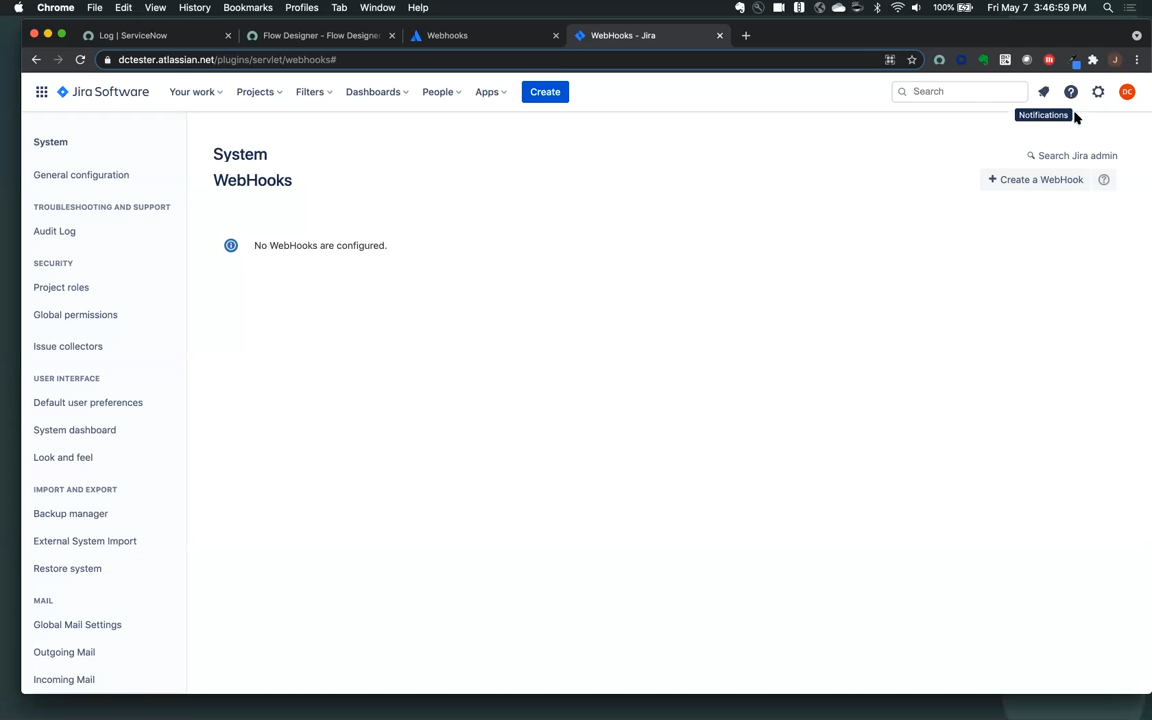 Chrome File Edit View History Bookmarks Profiles Tab Window Help 100% Fri May 7 3:46:59 PM
Log | ServiceNow Flow Designer - Flow Designe Webhooks WebHooks - Jira
dctester.atlassian.net/plugins/servlet/webhooks# J
Jira Software Your work Projects Filters Dashboards People Apps Create Search DC
Notifications
System
General configuration
TROUBLESHOOTING AND SUPPORT
Audit Log
SECURITY
Project roles
Global permissions
Issue collectors
USER INTERFACE
Default user preferences
System dashboard
Look and feel
IMPORT AND EXPORT
Backup manager
External System Import
Restore system
MAIL
Global Mail Settings
Outgoing Mail
Incoming Mail
System
Search Jira admin
WebHooks
+ Create a WebHook
No WebHooks are configured.